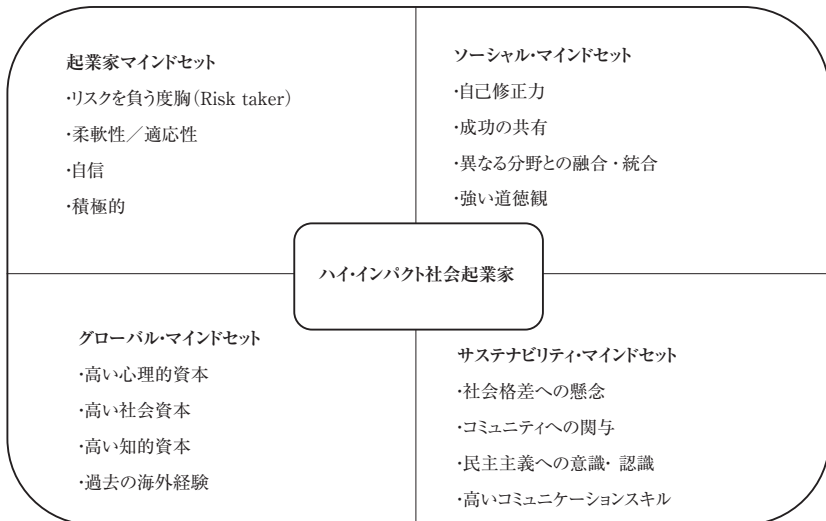 起業家マインドセット
・リスクを負う度胸(Risk taker)
・柔軟性／適応性
・自信
・積極的
ソーシャル・マインドセット
・自己修正力
・成功の共有
・異なる分野との融合・統合
・強い道徳観
ハイ・インパクト社会起業家
グローバル・マインドセット
・高い心理的資本
・高い社会資本
・高い知的資本
・過去の海外経験
サステナビリティ・マインドセット
・社会格差への懸念
・コミュニティへの関与
・民主主義への意識・ 認識
・高いコミュニケーションスキル